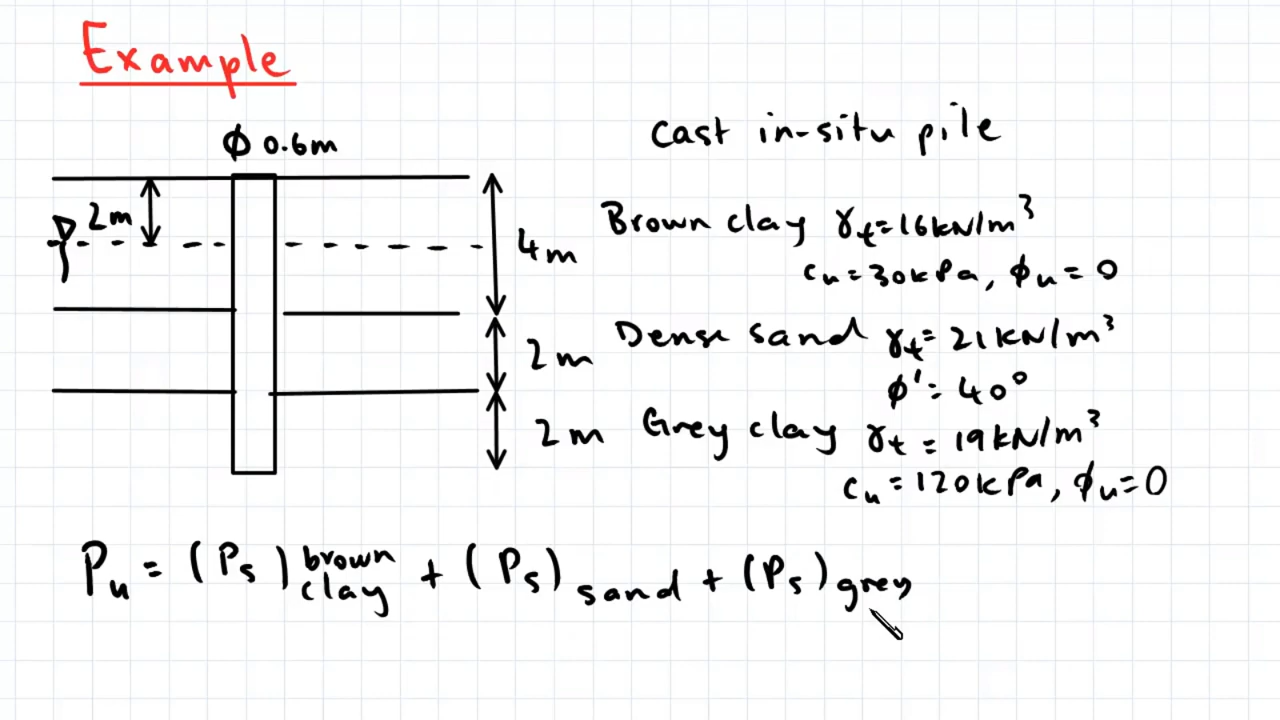 Example
ϕ 0.6m
cast in-situ pile
2m
4m
Brown clay γt=16kN/m³
cu=30kPa, ϕu=0
2m
Dense sand γt=21kN/m³
ϕ'=40°
2m
Grey clay γt=19kN/m³
cu=120kPa, ϕu=0
Pu = (Ps) brown clay + (Ps) sand + (Ps) grey